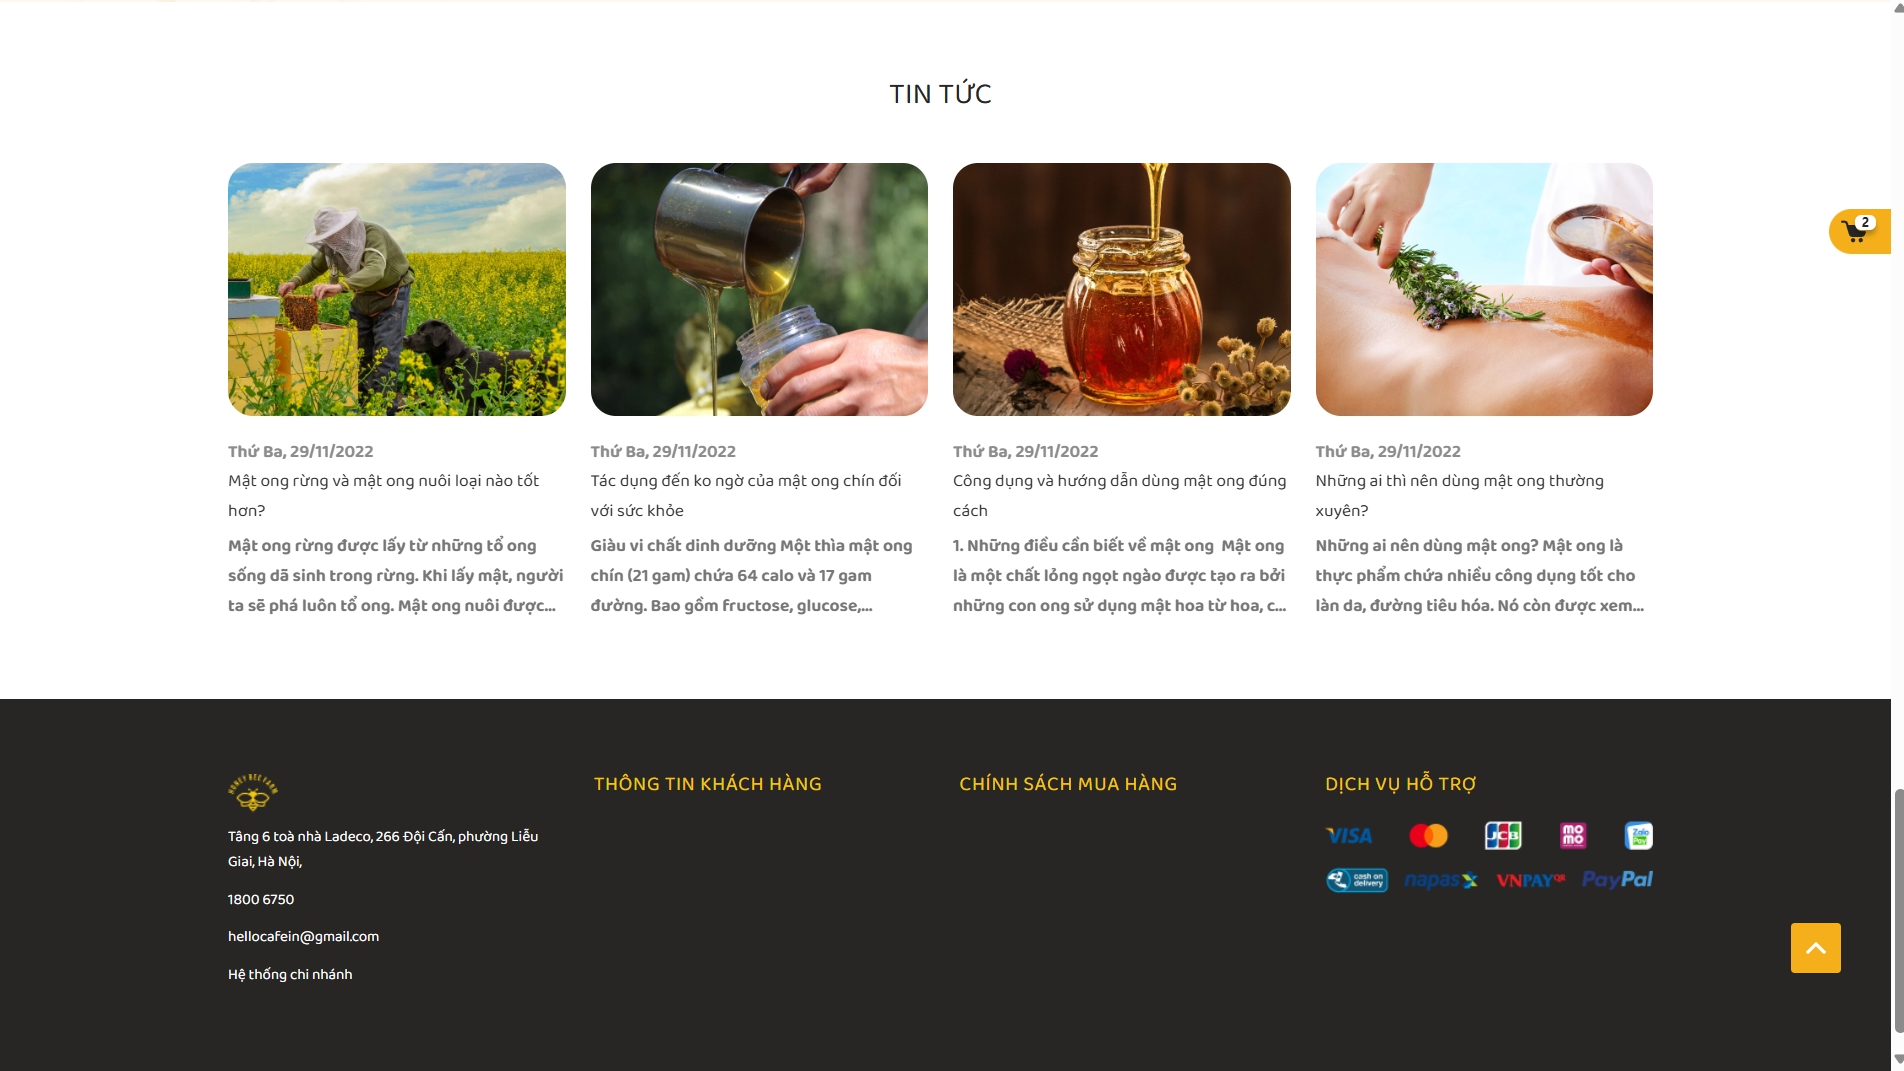 TIN TỨC
2
Thứ Ba, 29/11/2022
Mật ong rừng và mật ong nuôi loại nào tốt
hơn?
Mật ong rừng được lấy từ những tổ ong
sống dã sinh trong rừng. Khi lấy mật, người
ta sẽ phá luôn tổ ong. Mật ong nuôi được...
Thứ Ba, 29/11/2022
Tác dụng đến ko ngờ của mật ong chín đối
với sức khỏe
Giàu vi chất dinh dưỡng Một thìa mật ong
chín (21 gam) chứa 64 calo và 17 gam
đường. Bao gồm fructose, glucose,...
Thứ Ba, 29/11/2022
Công dụng và hướng dẫn dùng mật ong đúng
cách
1. Những điều cần biết về mật ong  Mật ong
là một chất lỏng ngọt ngào được tạo ra bởi
những con ong sử dụng mật hoa từ hoa, c...
Thứ Ba, 29/11/2022
Những ai thì nên dùng mật ong thường
xuyên?
Những ai nên dùng mật ong? Mật ong là
thực phẩm chứa nhiều công dụng tốt cho
làn da, đường tiêu hóa. Nó còn được xem...
HONEY BEE FARM
Tầng 6 toà nhà Ladeco, 266 Đội Cấn, phường Liễu
Giai, Hà Nội,
1800 6750
hellocafein@gmail.com
Hệ thống chi nhánh
THÔNG TIN KHÁCH HÀNG
CHÍNH SÁCH MUA HÀNG
DỊCH VỤ HỖ TRỢ
VISA
JCB
MO
MO
Zalo
Pay
cash on
delivery
napas
VNPAYQR
PayPal